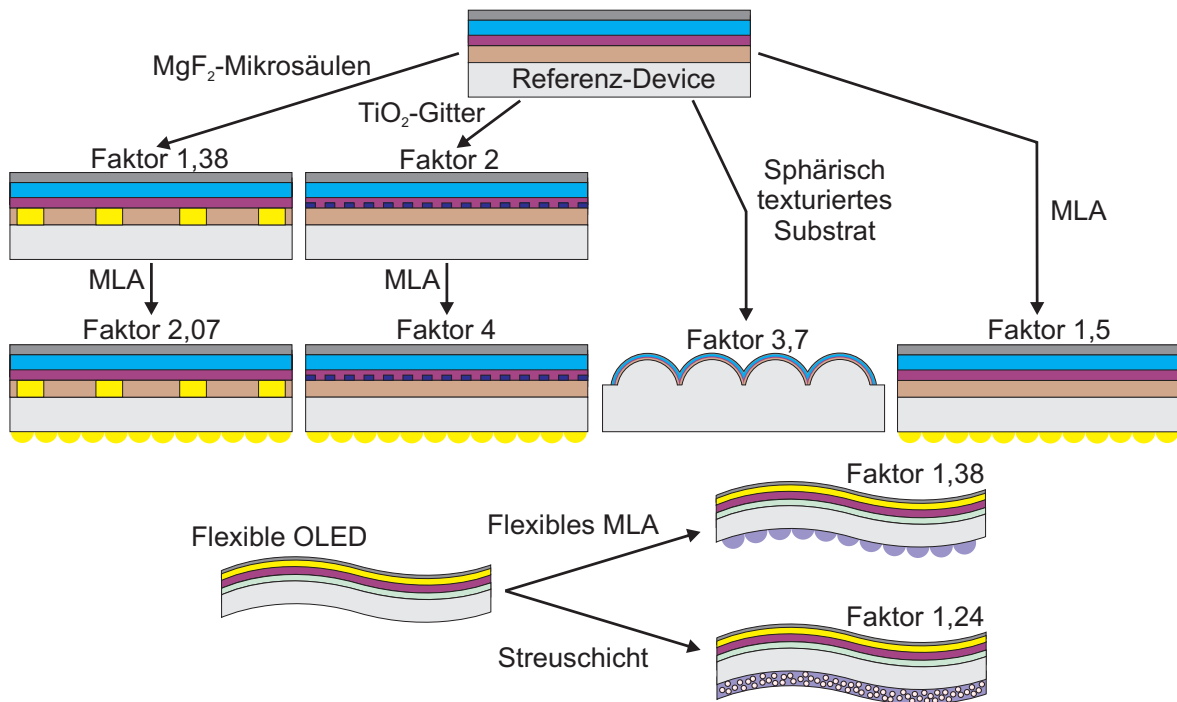 Referenz-Device
MgF₂-Mikrosäulen
TiO₂-Gitter
Sphärisch
texturiertes
Substrat
MLA
Faktor 1,38
Faktor 2
MLA
MLA
Faktor 2,07
Faktor 4
Faktor 3,7
Faktor 1,5
Flexible OLED
Flexibles MLA
Faktor 1,38
Streuschicht
Faktor 1,24